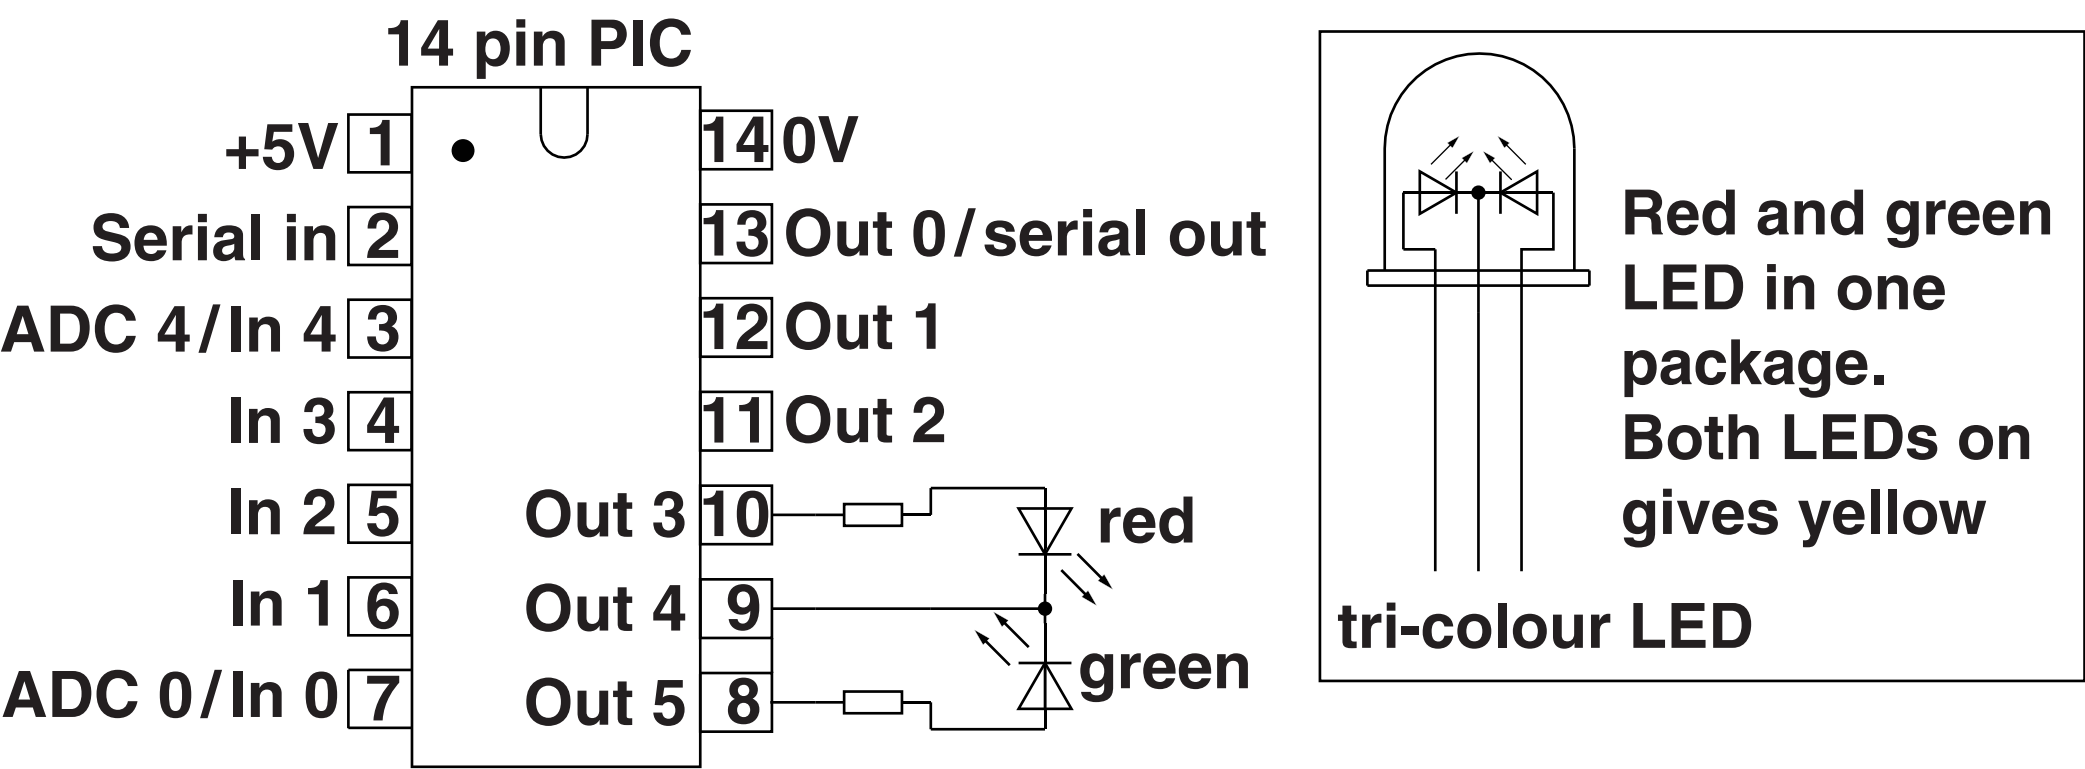 14 pin PIC
+5V 1
Serial in 2
ADC 4/In 4 3
In 3 4
In 2 5
In 1 6
ADC 0/In 0 7
14 0V
13 Out 0/serial out
12 Out 1
11 Out 2
Out 3 10
Out 4 9
Out 5 8
red
green
Red and green
LED in one
package.
Both LEDs on
gives yellow
tri-colour LED